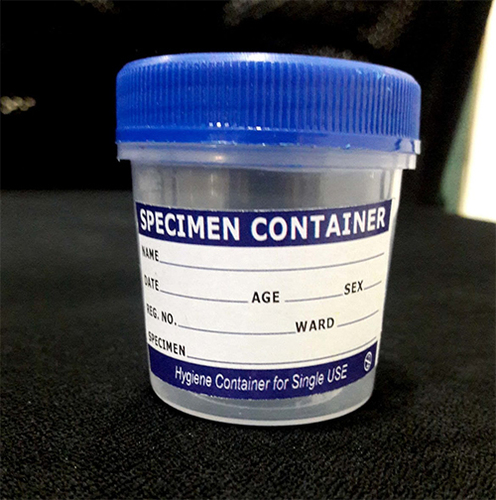 SPECIMEN CONTAINER
NAME
DATE AGE SEX
REG. NO. WARD
SPECIMEN
Hygiene Container for Single USE